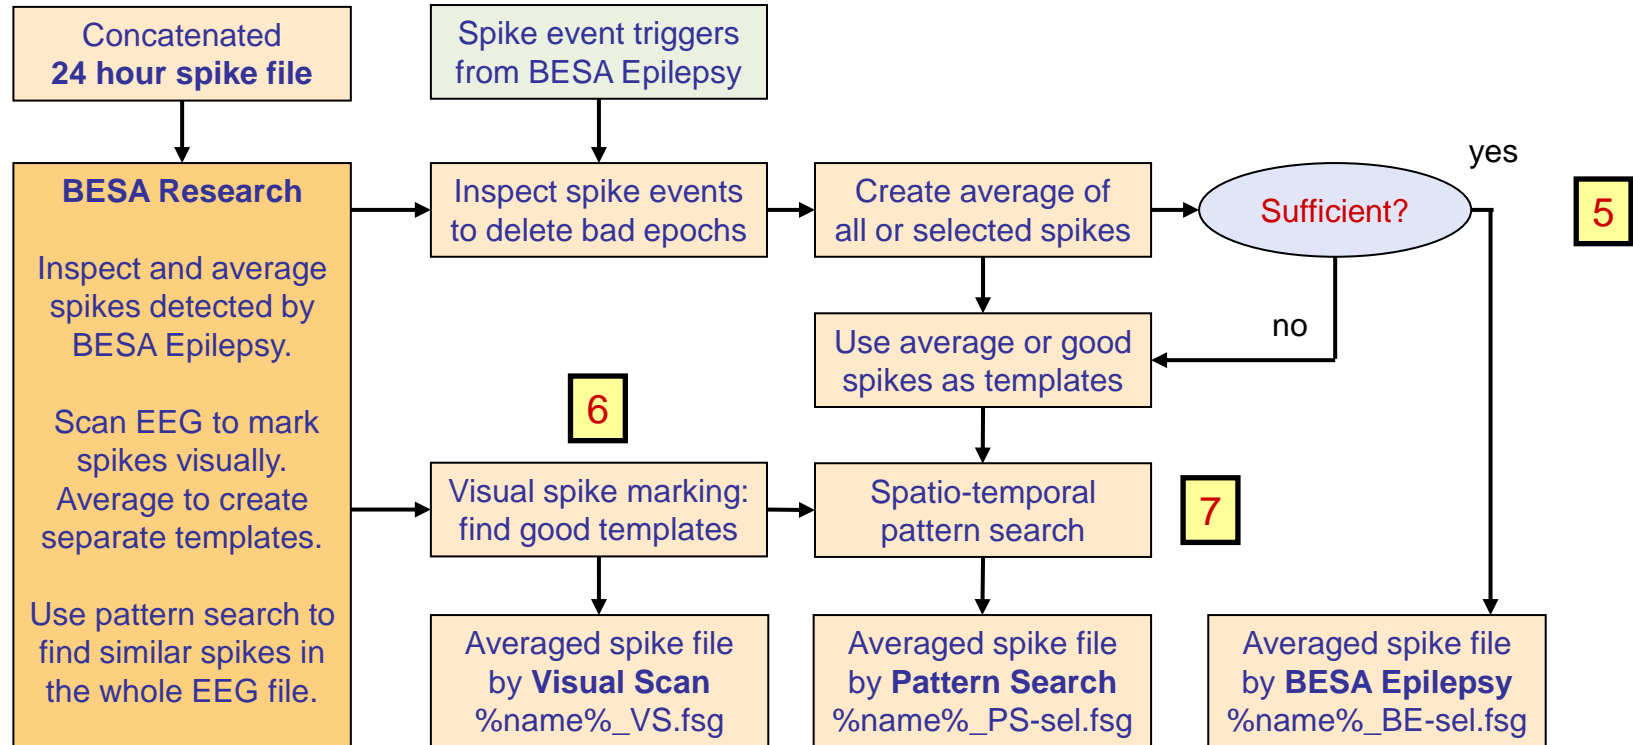 Concatenated
24 hour spike file
Spike event triggers
from BESA Epilepsy
BESA Research
Inspect and average
spikes detected by
BESA Epilepsy.
Scan EEG to mark
spikes visually.
Average to create
separate templates.
Use pattern search to
find similar spikes in
the whole EEG file.
Inspect spike events
to delete bad epochs
Create average of
all or selected spikes
Sufficient?
yes
5
no
Use average or good
spikes as templates
6
Visual spike marking:
find good templates
Spatio-temporal
pattern search
7
Averaged spike file
by Visual Scan
%name%_VS.fsg
Averaged spike file
by Pattern Search
%name%_PS-sel.fsg
Averaged spike file
by BESA Epilepsy
%name%_BE-sel.fsg